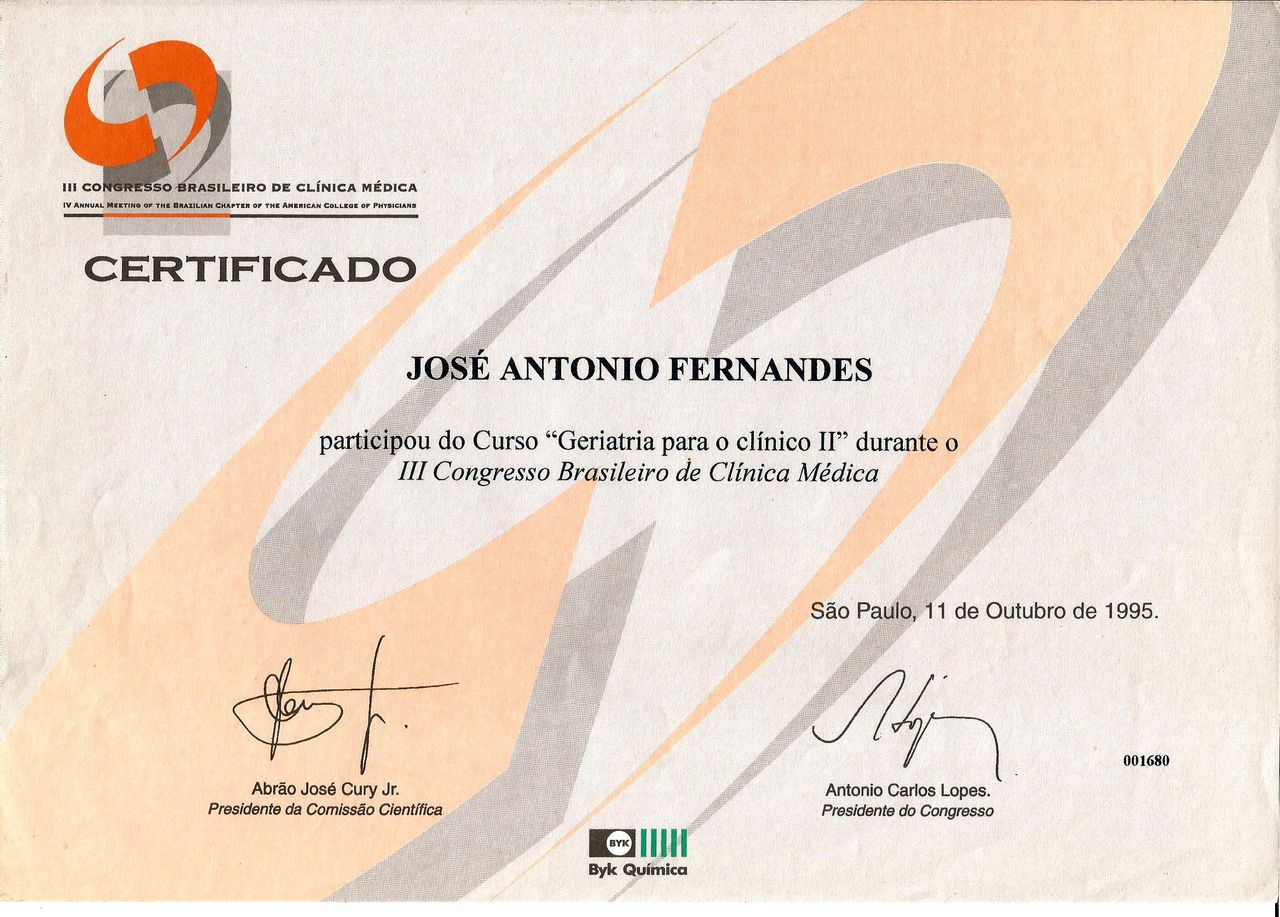 III CONGRESSO BRASILEIRO DE CLÍNICA MÉDICA
IV ANNUAL MEETING OF THE BRAZILIAN CHAPTER OF THE AMERICAN COLLEGE OF PHYSICIANS
CERTIFICADO
JOSÉ ANTONIO FERNANDES
participou do Curso “Geriatria para o clínico II” durante o
III Congresso Brasileiro de Clínica Médica
São Paulo, 11 de Outubro de 1995.
Abrão José Cury Jr.
Presidente da Comissão Científica
Antonio Carlos Lopes.
Presidente do Congresso
001680
BYK
Byk Química